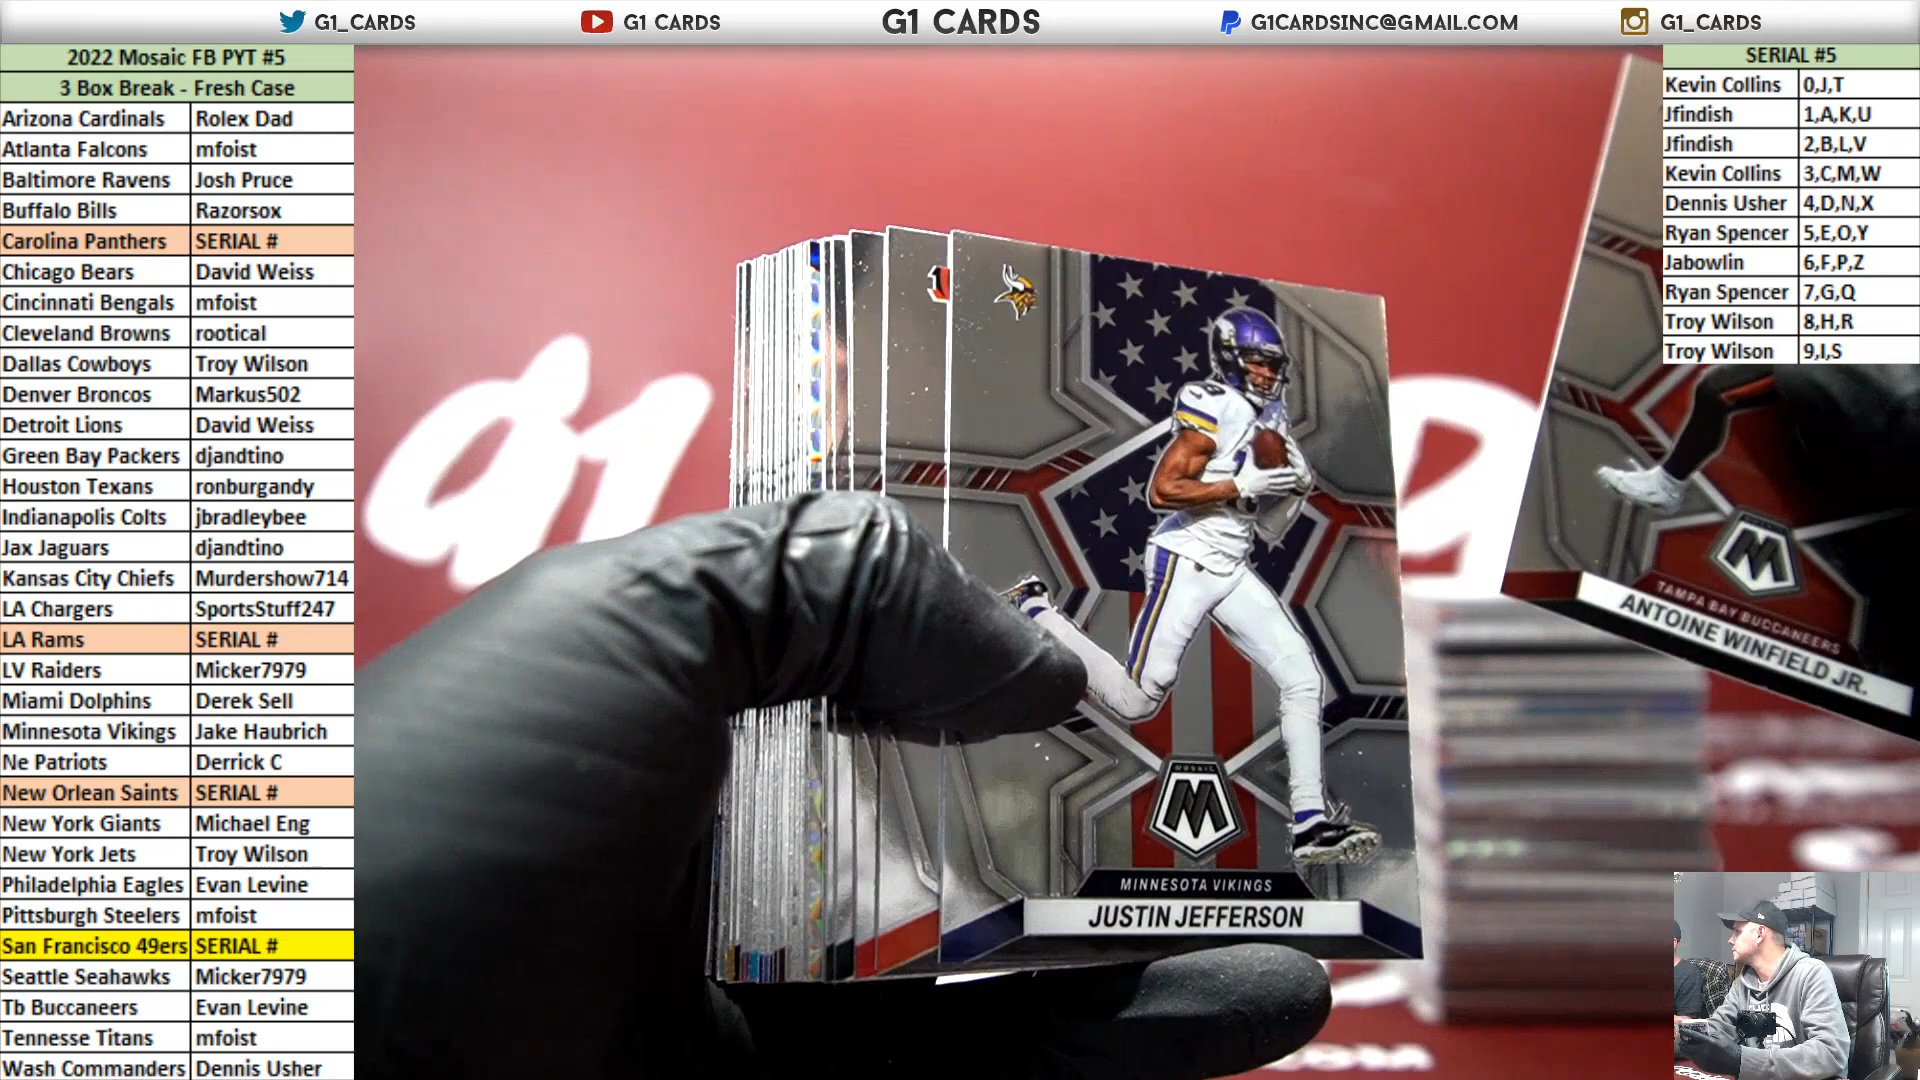 G1_CARDS G1 CARDS G1 CARDS G1CARDSINC@GMAIL.COM G1_CARDS
2022 Mosaic FB PYT #5
3 Box Break - Fresh Case
Arizona Cardinals Rolex Dad
Atlanta Falcons mfoist
Baltimore Ravens Josh Pruce
Buffalo Bills Razorsox
Carolina Panthers SERIAL #
Chicago Bears David Weiss
Cincinnati Bengals mfoist
Cleveland Browns rootical
Dallas Cowboys Troy Wilson
Denver Broncos Markus502
Detroit Lions David Weiss
Green Bay Packers djandtino
Houston Texans ronburgandy
Indianapolis Colts jbradleybee
Jax Jaguars djandtino
Kansas City Chiefs Murdershow714
LA Chargers SportsStuff247
LA Rams SERIAL #
LV Raiders Micker7979
Miami Dolphins Derek Sell
Minnesota Vikings Jake Haubrich
Ne Patriots Derrick C
New Orlean Saints SERIAL #
New York Giants Michael Eng
New York Jets Troy Wilson
Philadelphia Eagles Evan Levine
Pittsburgh Steelers mfoist
San Francisco 49ers SERIAL #
Seattle Seahawks Micker7979
Tb Buccaneers Evan Levine
Tennesse Titans mfoist
Wash Commanders Dennis Usher
g1
MOSAIC
M
MINNESOTA VIKINGS
JUSTIN JEFFERSON
M
TAMPA BAY BUCCANEERS
ANTOINE WINFIELD JR.
SERIAL #5
Kevin Collins 0,J,T
Jfindish 1,A,K,U
Jfindish 2,B,L,V
Kevin Collins 3,C,M,W
Dennis Usher 4,D,N,X
Ryan Spencer 5,E,O,Y
Jabowlin 6,F,P,Z
Ryan Spencer 7,G,Q
Troy Wilson 8,H,R
Troy Wilson 9,I,S